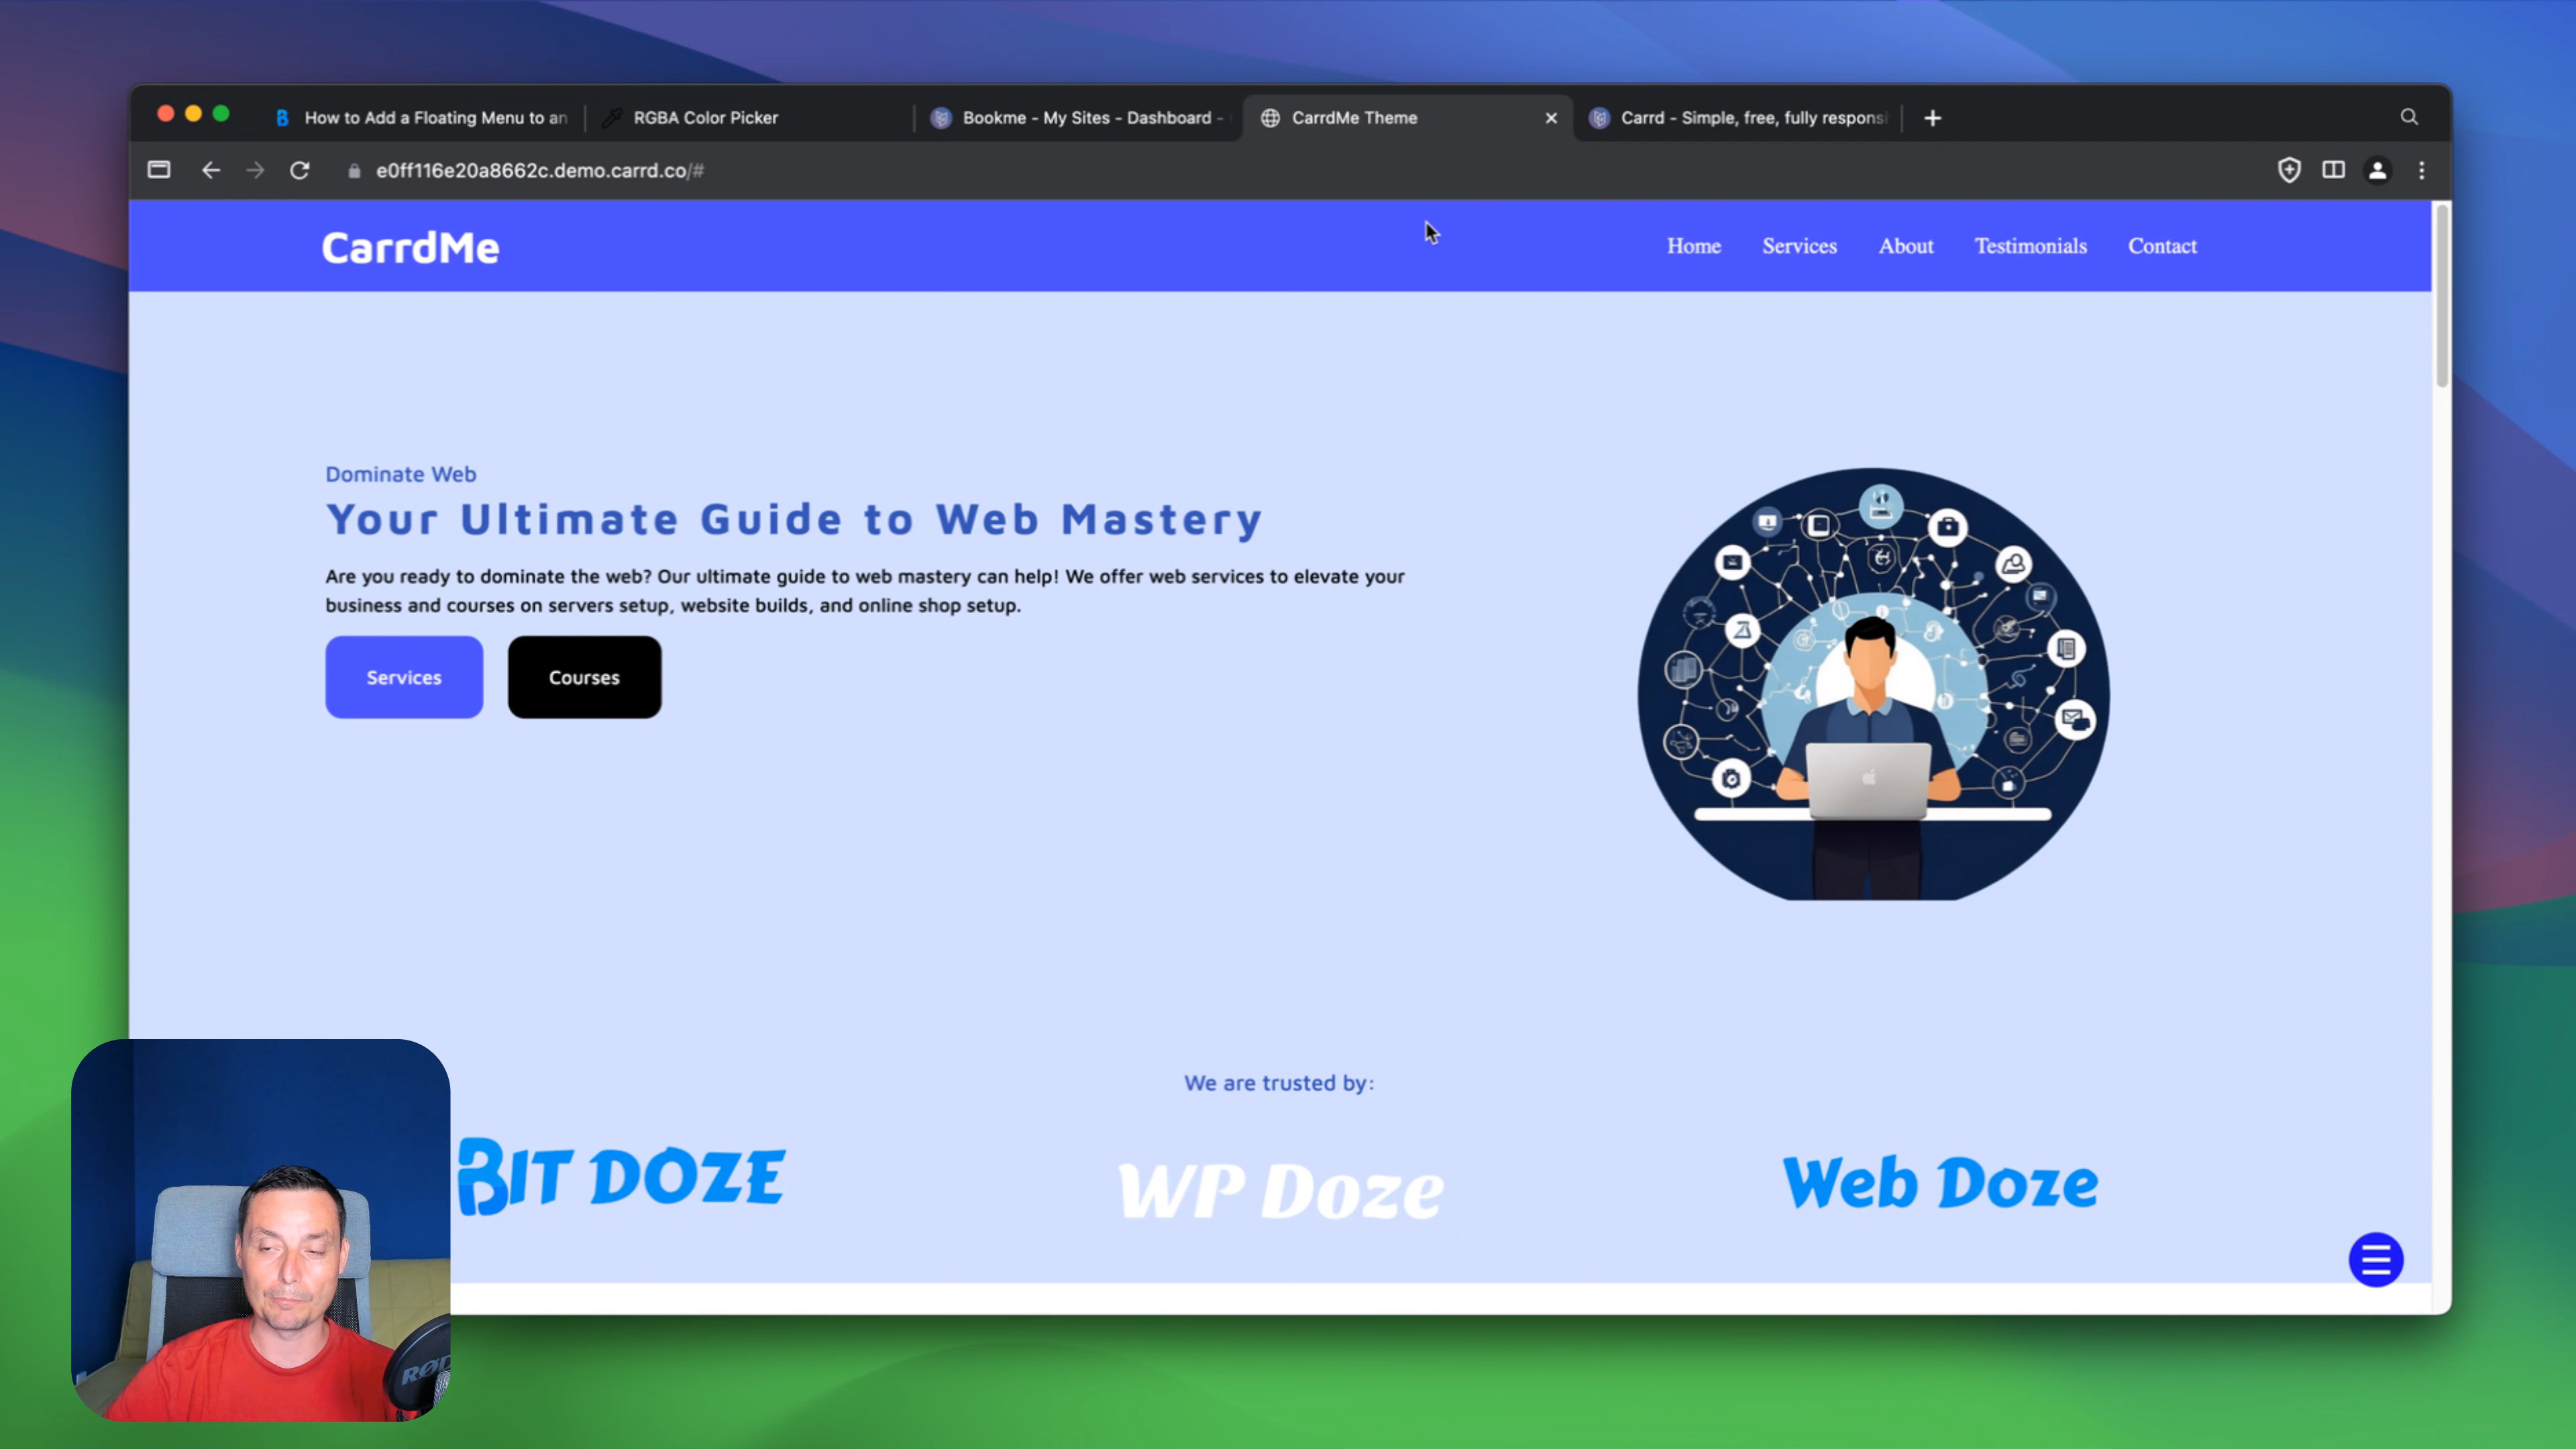 How to Add a Floating Menu to an
RGBA Color Picker
Bookme - My Sites - Dashboard -
CarrdMe Theme
Carrd - Simple, free, fully respons
e0ff116e20a8662c.demo.carrd.co/#
CarrdMe
Home
Services
About
Testimonials
Contact
Dominate Web
Your Ultimate Guide to Web Mastery
Are you ready to dominate the web? Our ultimate guide to web mastery can help! We offer web services to elevate your
business and courses on servers setup, website builds, and online shop setup.
Services
Courses
We are trusted by:
BIT DOZE
WP Doze
Web Doze
RØD